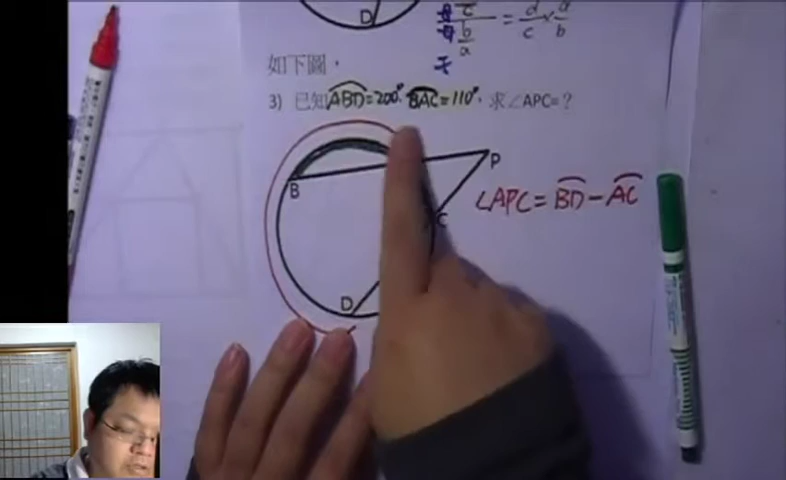 D
c = d × a
b/a c b
如下圖,
3) 已知ABD=200°, BAC=110°, 求∠APC=?
P
B
∠APC= BD - AC
C
D